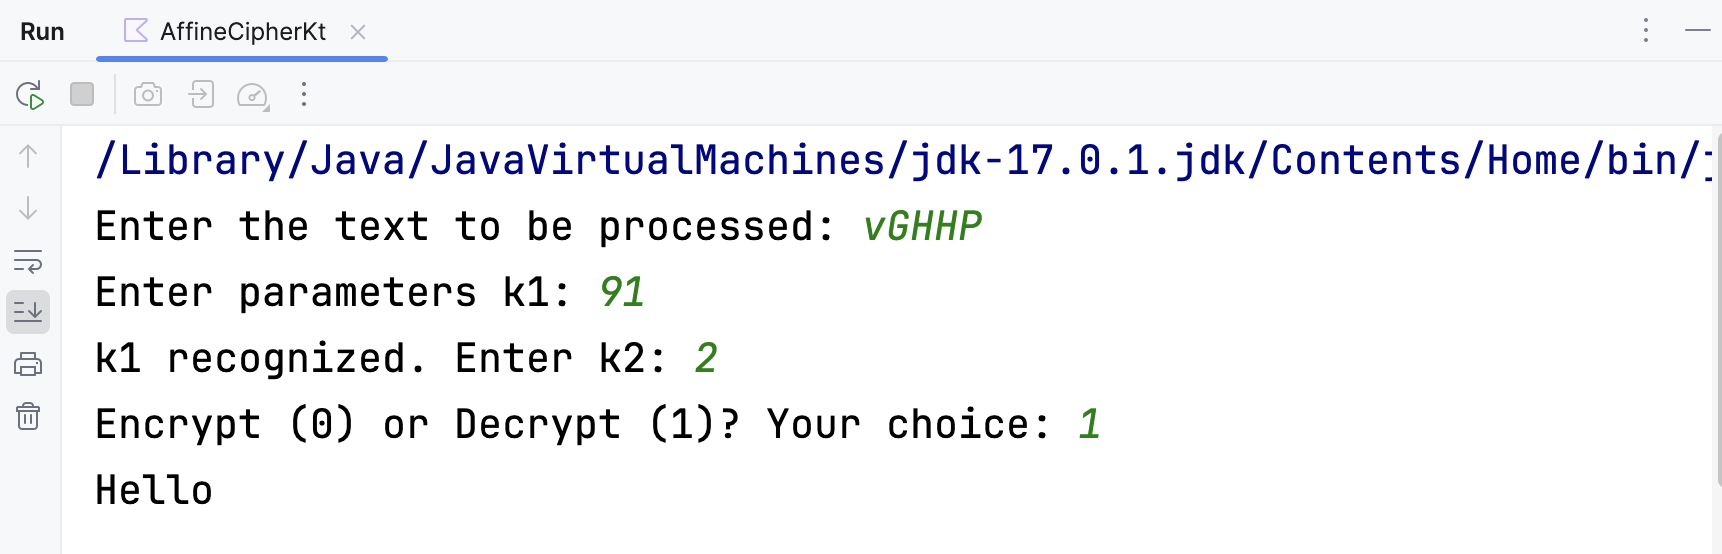 Run AffineCipherKt
/Library/Java/JavaVirtualMachines/jdk-17.0.1.jdk/Contents/Home/bin/j
Enter the text to be processed: vGHHP
Enter parameters k1: 91
k1 recognized. Enter k2: 2
Encrypt (0) or Decrypt (1)? Your choice: 1
Hello